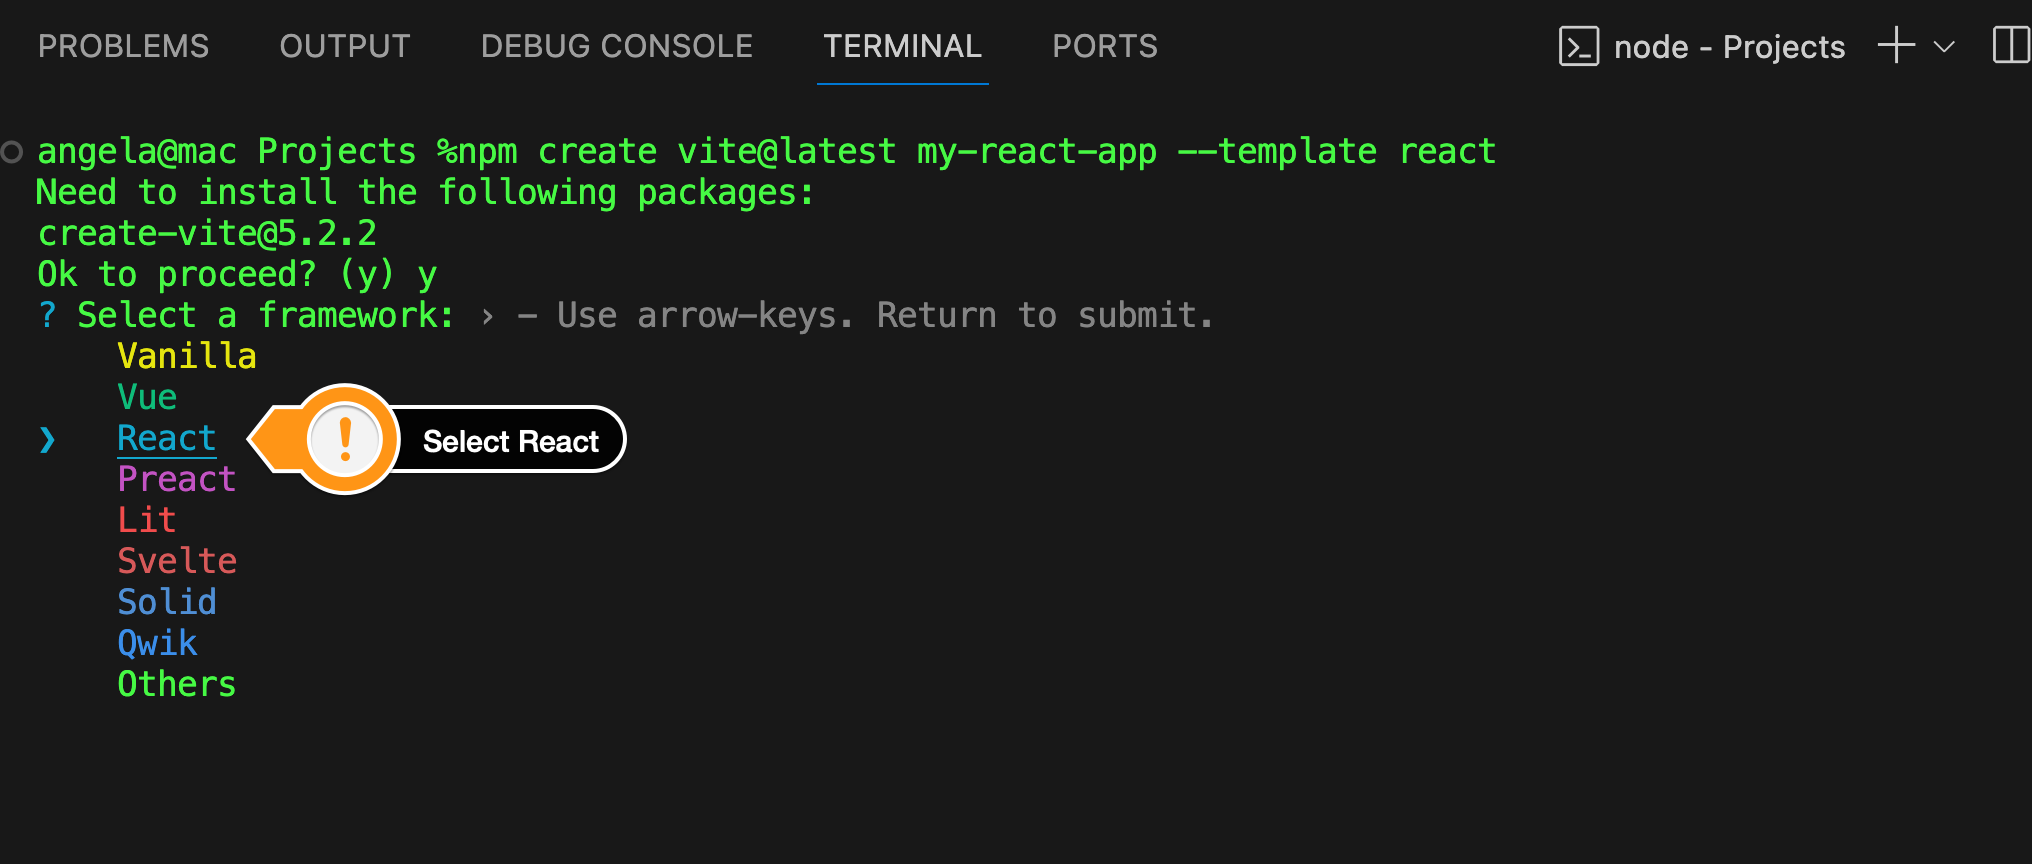 PROBLEMS OUTPUT DEBUG CONSOLE TERMINAL PORTS node - Projects
angela@mac Projects %npm create vite@latest my-react-app --template react
Need to install the following packages:
create-vite@5.2.2
Ok to proceed? (y) y
? Select a framework: › - Use arrow-keys. Return to submit.
Vanilla
Vue
❯ React ! Select React
Preact
Lit
Svelte
Solid
Qwik
Others